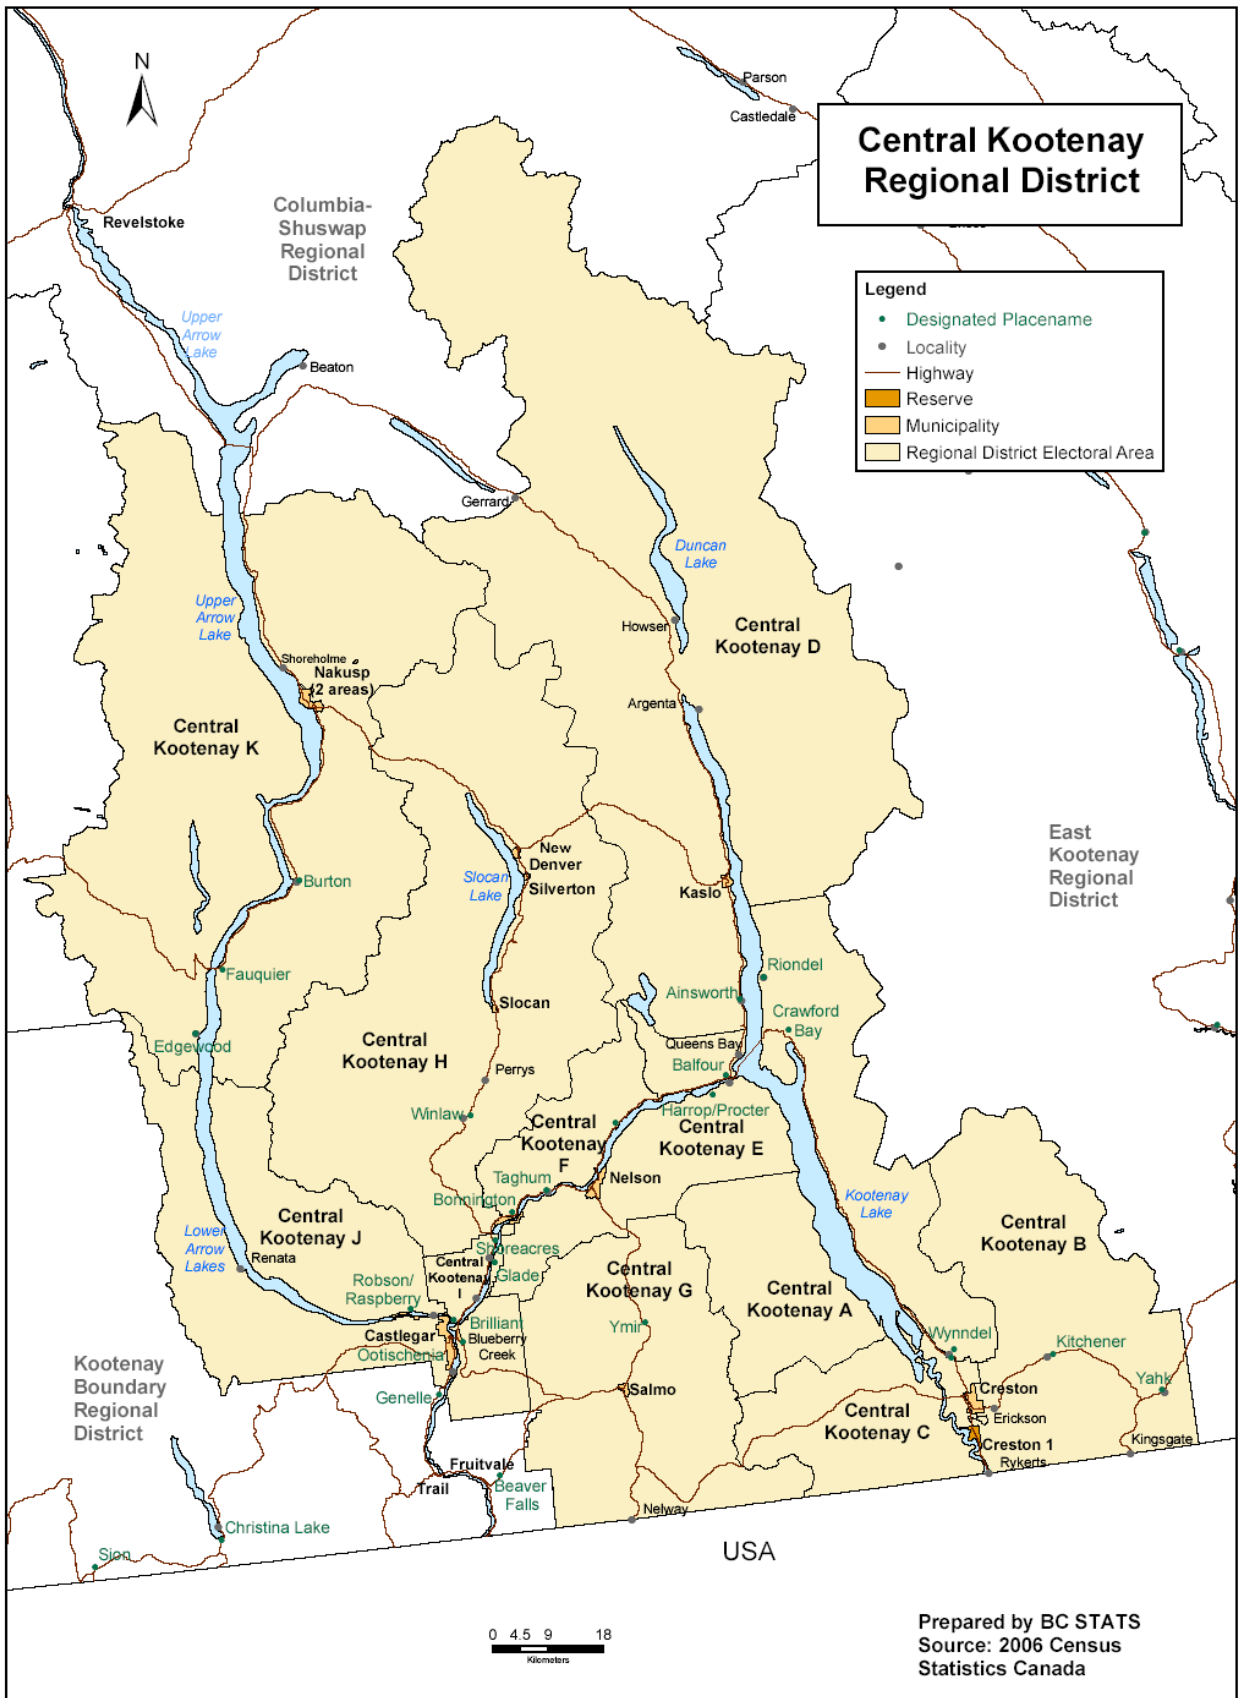 N
Parson
Castledale
Central Kootenay
Regional District
Revelstoke
Columbia-
Shuswap
Regional
District
Legend
Designated Placename
Locality
Highway
Reserve
Municipality
Regional District Electoral Area
Upper
Arrow
Lake
Beaton
Gerrard
Duncan
Lake
Upper
Arrow
Lake
Howser
Central
Kootenay D
Shoreholme
Nakusp
(2 areas)
Argenta
Central
Kootenay K
New
Denver
Silverton
Slocan
Lake
Kaslo
East
Kootenay
Regional
District
Burton
Fauquier
Riondel
Ainsworth
Slocan
Crawford
Bay
Edgewood
Central
Kootenay H
Queens Bay
Balfour
Perrys
Harrop/Procter
Winlaw
Central
Kootenay
F
Central
Kootenay E
Taghum
Nelson
Bonnington
Kootenay
Lake
Central
Kootenay B
Central
Kootenay J
Lower
Arrow
Lakes
Renata
Shoreacres
Central
Kootenay
I
Glade
Central
Kootenay G
Central
Kootenay A
Robson/
Raspberry
Brilliant
Castlegar
Blueberry
Creek
Ootischenia
Ymir
Wynndel
Kitchener
Kootenay
Boundary
Regional
District
Genelle
Salmo
Creston
Yahk
Erickson
Central
Kootenay C
Creston 1
Kingsgate
Rykerts
Fruitvale
Trail
Beaver
Falls
Nelway
Christina Lake
Sion
USA
0 4.5 9 18
Kilometers
Prepared by BC STATS
Source: 2006 Census
Statistics Canada